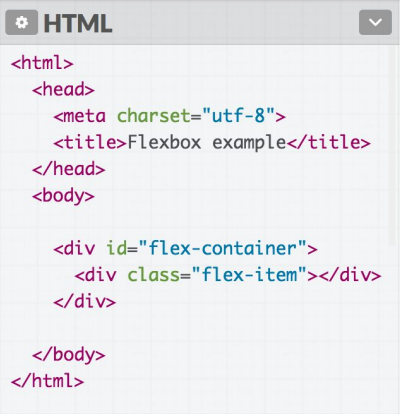 HTML
<html>
<head>
<meta charset="utf-8">
<title>Flexbox example</title>
</head>
<body>
<div id="flex-container">
<div class="flex-item"></div>
</div>
</body>
</html>